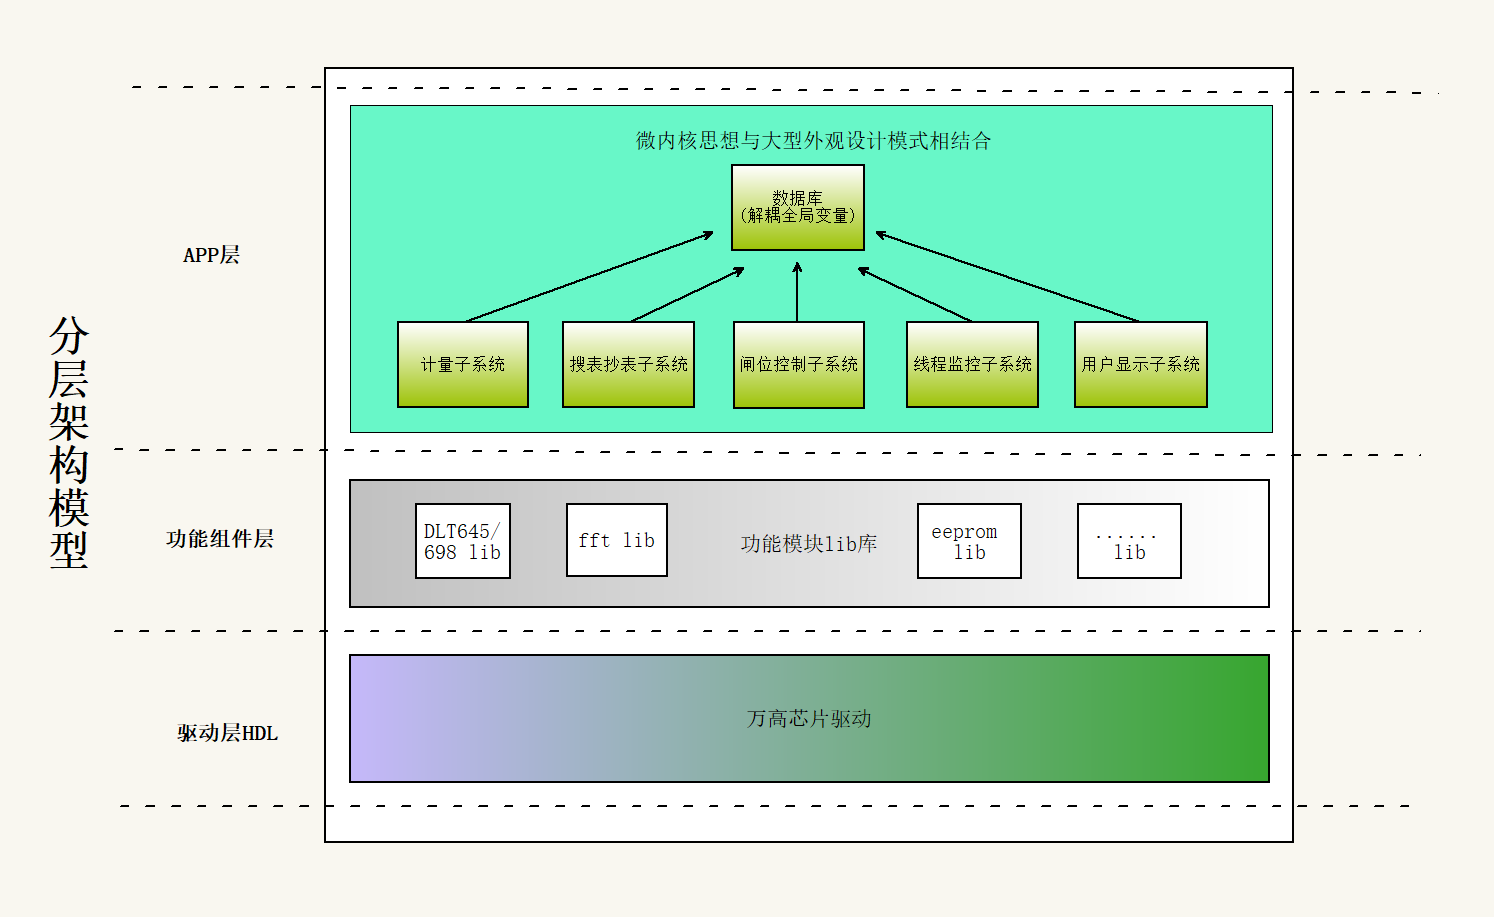 分层架构模型
APP层
微内核思想与大型外观设计模式相结合
数据库
(解耦全局变量)
计量子系统
搜表抄表子系统
闸位控制子系统
线程监控子系统
用户显示子系统
功能组件层
DLT645/
698 lib
fft lib
功能模块lib库
eeprom
lib
......
lib
驱动层HDL
万高芯片驱动